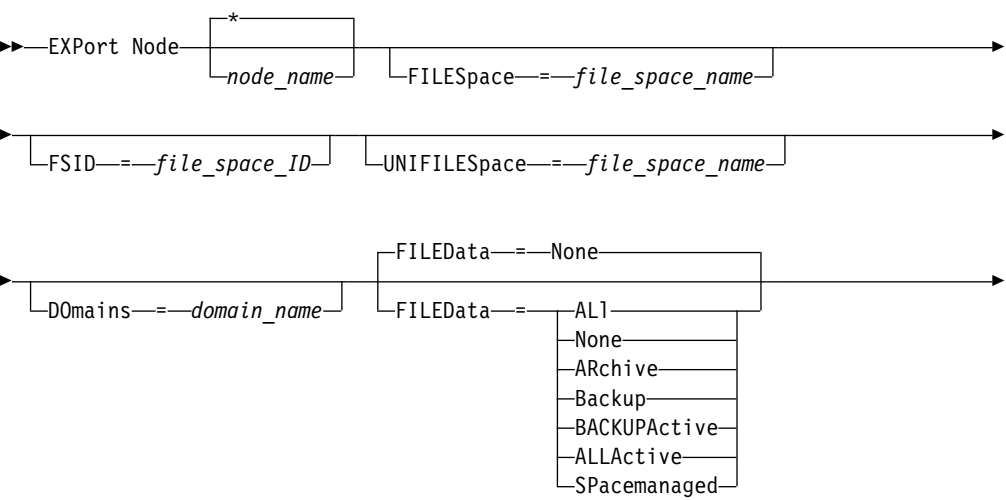 *
EXPort Node
node_name
FILESpace = file_space_name
FSID = file_space_ID
UNIFILESpace = file_space_name
FILEData = None
DOmains = domain_name
FILEData = ALl
None
ARchive
Backup
BACKUPActive
ALLActive
SPacemanaged